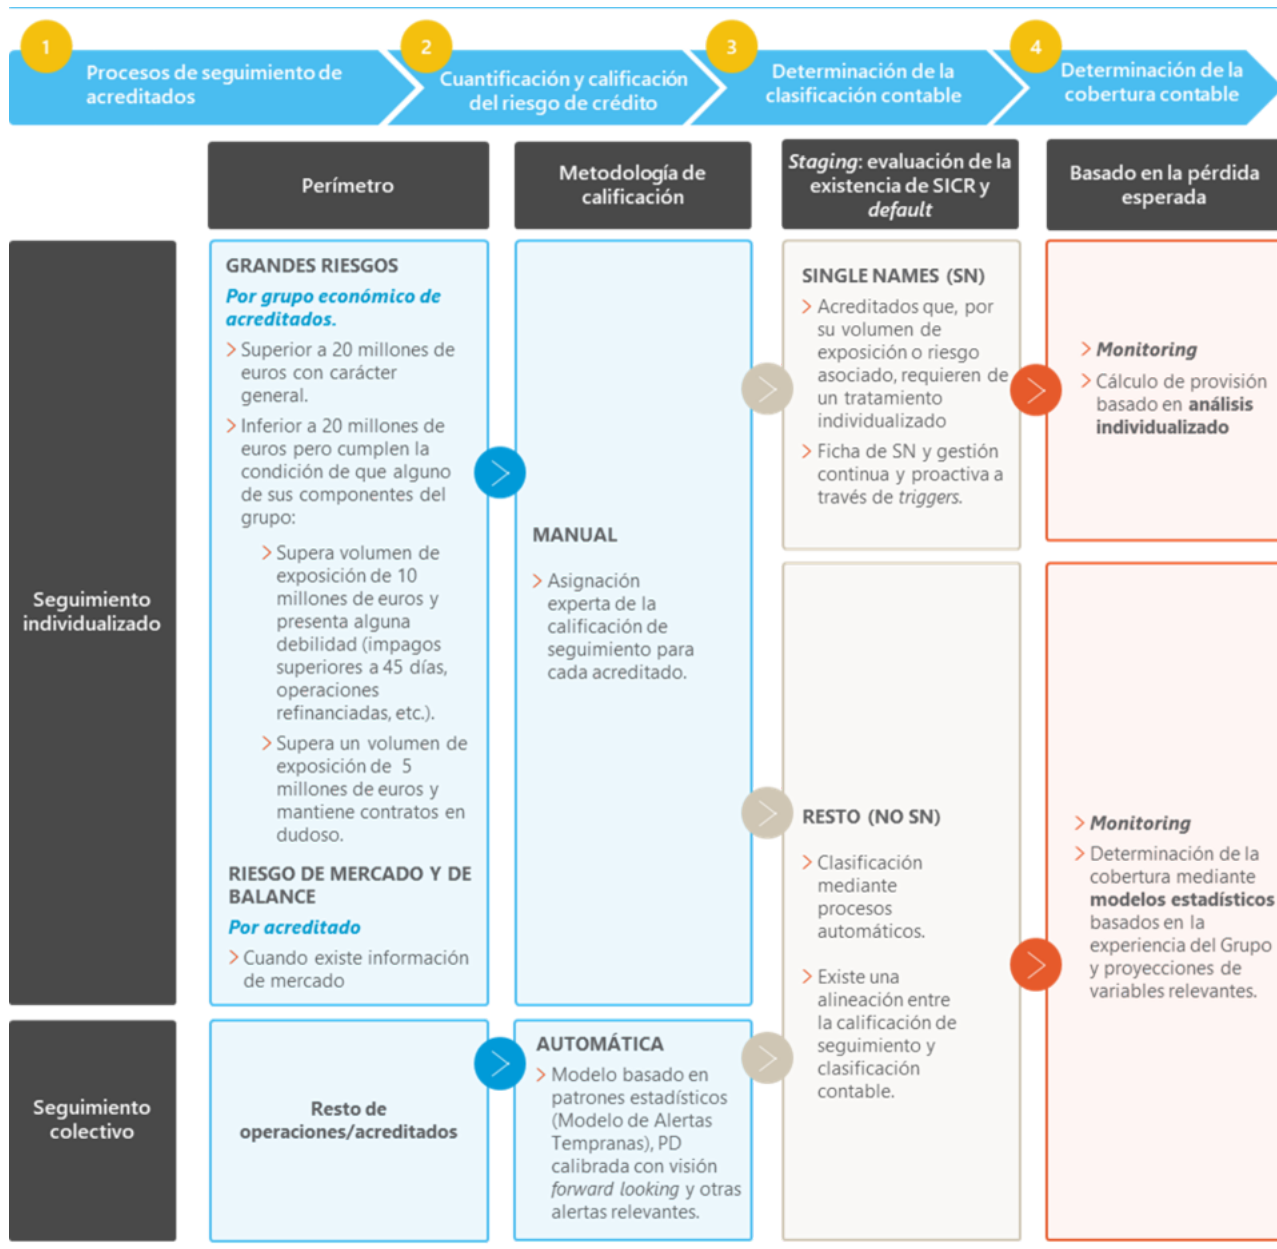 1
Procesos de seguimiento de
acreditados
2
Cuantificación y calificación
del riesgo de crédito
3
Determinación de la
clasificación contable
4
Determinación de la
cobertura contable
Perímetro
Metodología de
calificación
Staging: evaluación de la
existencia de SICR y
default
Basado en la pérdida
esperada
Seguimiento
individualizado
GRANDES RIESGOS
Por grupo económico de
acreditados.
> Superior a 20 millones de
euros con carácter
general.
> Inferior a 20 millones de
euros pero cumplen la
condición de que alguno
de sus componentes del
grupo:
> Supera volumen de
exposición de 10
millones de euros y
presenta alguna
debilidad (impagos
superiores a 45 días,
operaciones
refinanciadas, etc.).
> Supera un volumen de
exposición de 5
millones de euros y
mantiene contratos en
dudoso.
RIESGO DE MERCADO Y DE
BALANCE
Por acreditado
> Cuando existe información
de mercado
MANUAL
> Asignación
experta de la
calificación de
seguimiento para
cada acreditado.
SINGLE NAMES (SN)
> Acreditados que, por
su volumen de
exposición o riesgo
asociado, requieren de
un tratamiento
individualizado
> Ficha de SN y gestión
continua y proactiva a
través de triggers.
> Monitoring
> Cálculo de provisión
basado en análisis
individualizado
RESTO (NO SN)
> Clasificación
mediante
procesos
automáticos.
> Existe una
alineación entre
la calificación de
seguimiento y
clasificación
contable.
> Monitoring
> Determinación de la
cobertura mediante
modelos estadísticos
basados en la
experiencia del Grupo
y proyecciones de
variables relevantes.
Seguimiento
colectivo
Resto de
operaciones/acreditados
AUTOMÁTICA
> Modelo basado en
patrones estadísticos
(Modelo de Alertas
Tempranas), PD
calibrada con visión
forward looking y otras
alertas relevantes.